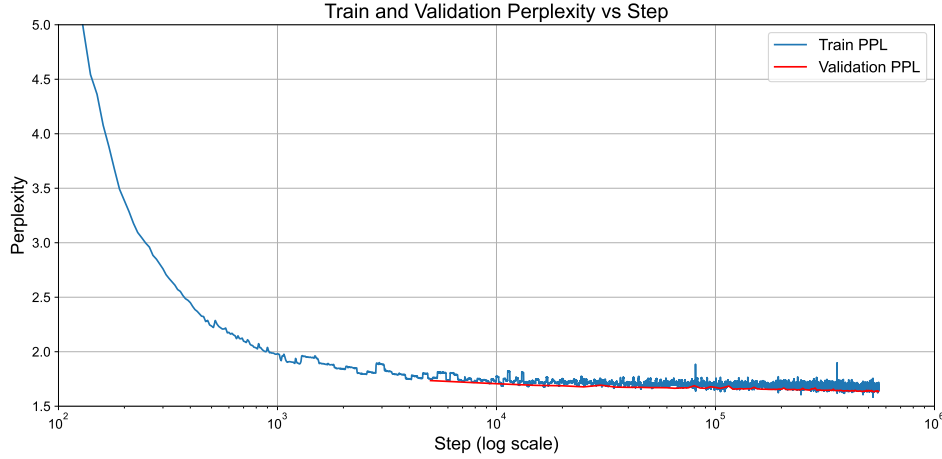 Train and Validation Perplexity vs Step
Train PPL
Validation PPL
Perplexity
5.0
4.5
4.0
3.5
3.0
2.5
2.0
1.5
10²
10³
10⁴
10⁵
10⁶
Step (log scale)